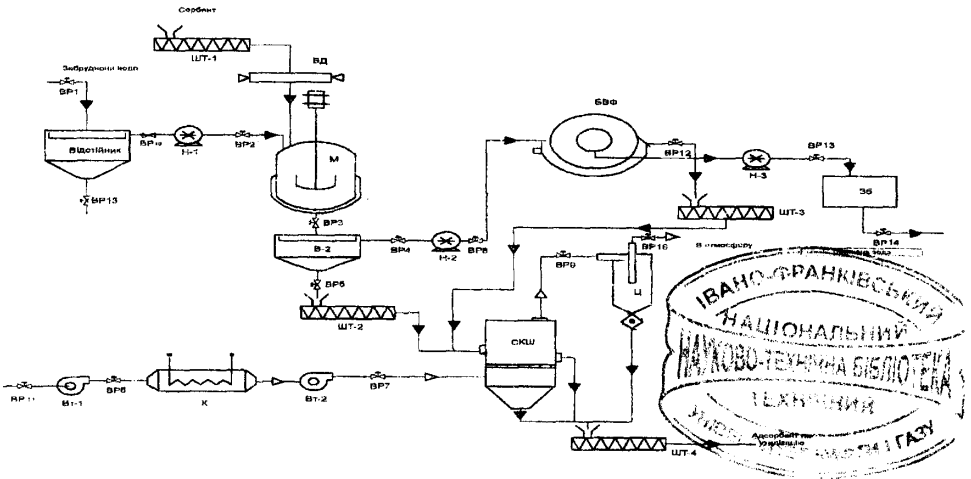 Сорбент
ШТ-1
ВД
Забруднена вода
ВР1
Відстійник
ВР10
Н-1
ВР2
М
ВР13
ВР3
В-2
ВР4
Н-2
ВР8
БВФ
ВР12
Н-3
ВР13
Зб
ШТ-3
ВР14
В атмосферу
ВР16
ВР9
Ц
ВР5
ШТ-2
СКШ
ВР11
Вт-1
ВР6
К
Вт-2
ВР7
ШТ-4
Адсорбент на
ІВАНО-ФРАНКІВСЬКИЙ
НАЦІОНАЛЬНИЙ
НАУКОВО-ТЕХНІЧНА БІБЛІОТЕКА
ТЕХНІЧНИЙ
І ГАЗУ